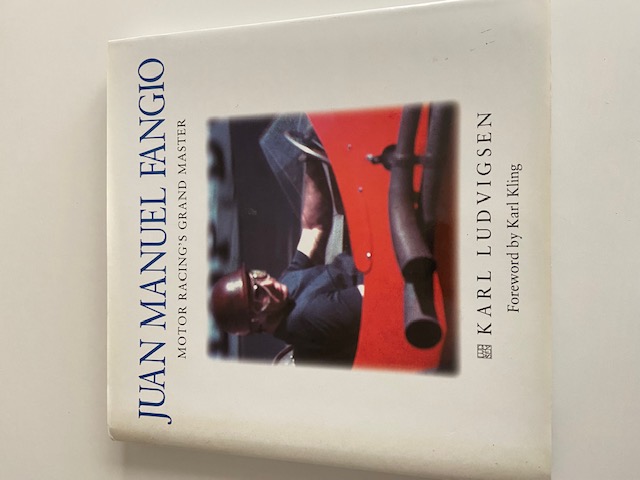 JUAN MANUEL FANGIO
MOTOR RACING'S GRAND MASTER
KARL LUDVIGSEN
Foreword by Karl Kling